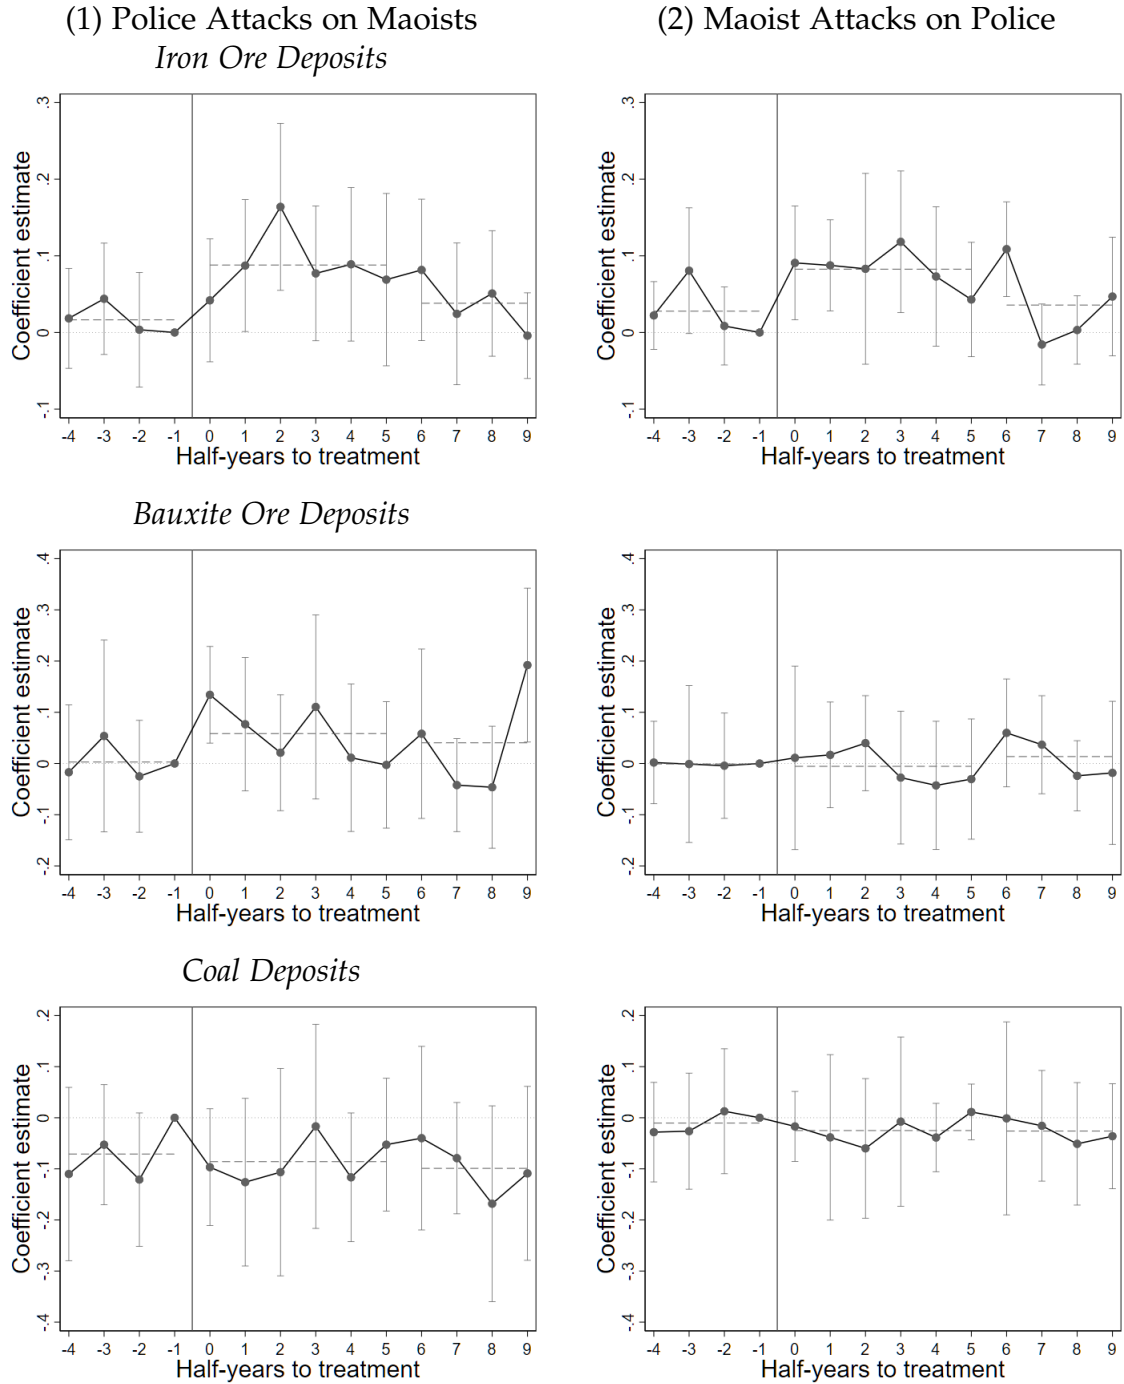 (1) Police Attacks on Maoists
(2) Maoist Attacks on Police
Iron Ore Deposits
Coefficient estimate
.3
.2
.1
0
-.1
-4 -3 -2 -1 0 1 2 3 4 5 6 7 8 9
Half-years to treatment
Coefficient estimate
.3
.2
.1
0
-.1
-4 -3 -2 -1 0 1 2 3 4 5 6 7 8 9
Half-years to treatment
Bauxite Ore Deposits
Coefficient estimate
.4
.3
.2
.1
0
-.1
-.2
-4 -3 -2 -1 0 1 2 3 4 5 6 7 8 9
Half-years to treatment
Coefficient estimate
.4
.3
.2
.1
0
-.1
-.2
-4 -3 -2 -1 0 1 2 3 4 5 6 7 8 9
Half-years to treatment
Coal Deposits
Coefficient estimate
.2
.1
0
-.1
-.2
-.3
-.4
-4 -3 -2 -1 0 1 2 3 4 5 6 7 8 9
Half-years to treatment
Coefficient estimate
.2
.1
0
-.1
-.2
-.3
-.4
-4 -3 -2 -1 0 1 2 3 4 5 6 7 8 9
Half-years to treatment